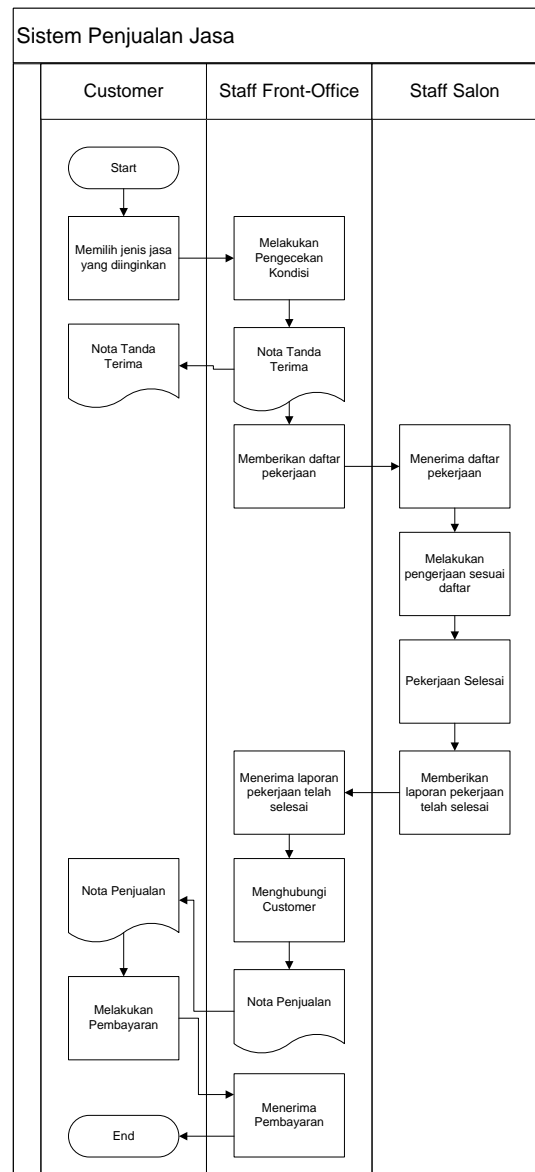 Sistem Penjualan Jasa
Customer
Staff Front-Office
Staff Salon
Start
Memilih jenis jasa
yang diinginkan
Melakukan
Pengecekan
Kondisi
Nota Tanda
Terima
Nota Tanda
Terima
Memberikan daftar
pekerjaan
Menerima daftar
pekerjaan
Melakukan
pengerjaan sesuai
daftar
Pekerjaan Selesai
Menerima laporan
pekerjaan telah
selesai
Memberikan
laporan pekerjaan
telah selesai
Nota Penjualan
Menghubungi
Customer
Melakukan
Pembayaran
Nota Penjualan
Menerima
Pembayaran
End